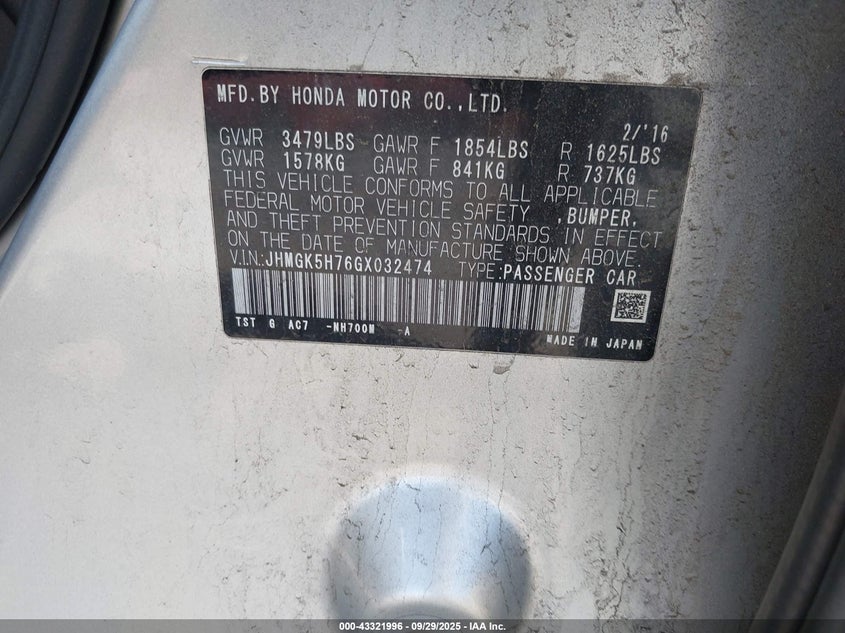 MFD.BY HONDA MOTOR CO.,LTD.
2/'16
GVWR 3479LBS GAWR F 1854LBS R 1625LBS
GVWR 1578KG GAWR F 841KG R 737KG
THIS VEHICLE CONFORMS TO ALL APPLICABLE
FEDERAL MOTOR VEHICLE SAFETY ,BUMPER,
AND THEFT PREVENTION STANDARDS IN EFFECT
ON THE DATE OF MANUFACTURE SHOWN ABOVE.
V.I.N:JHMGK5H76GX032474 TYPE:PASSENGER CAR
TST G AC7 -NH700M -A
MADE IN JAPAN
000-43321996 - 09/29/2025 - IAA Inc.